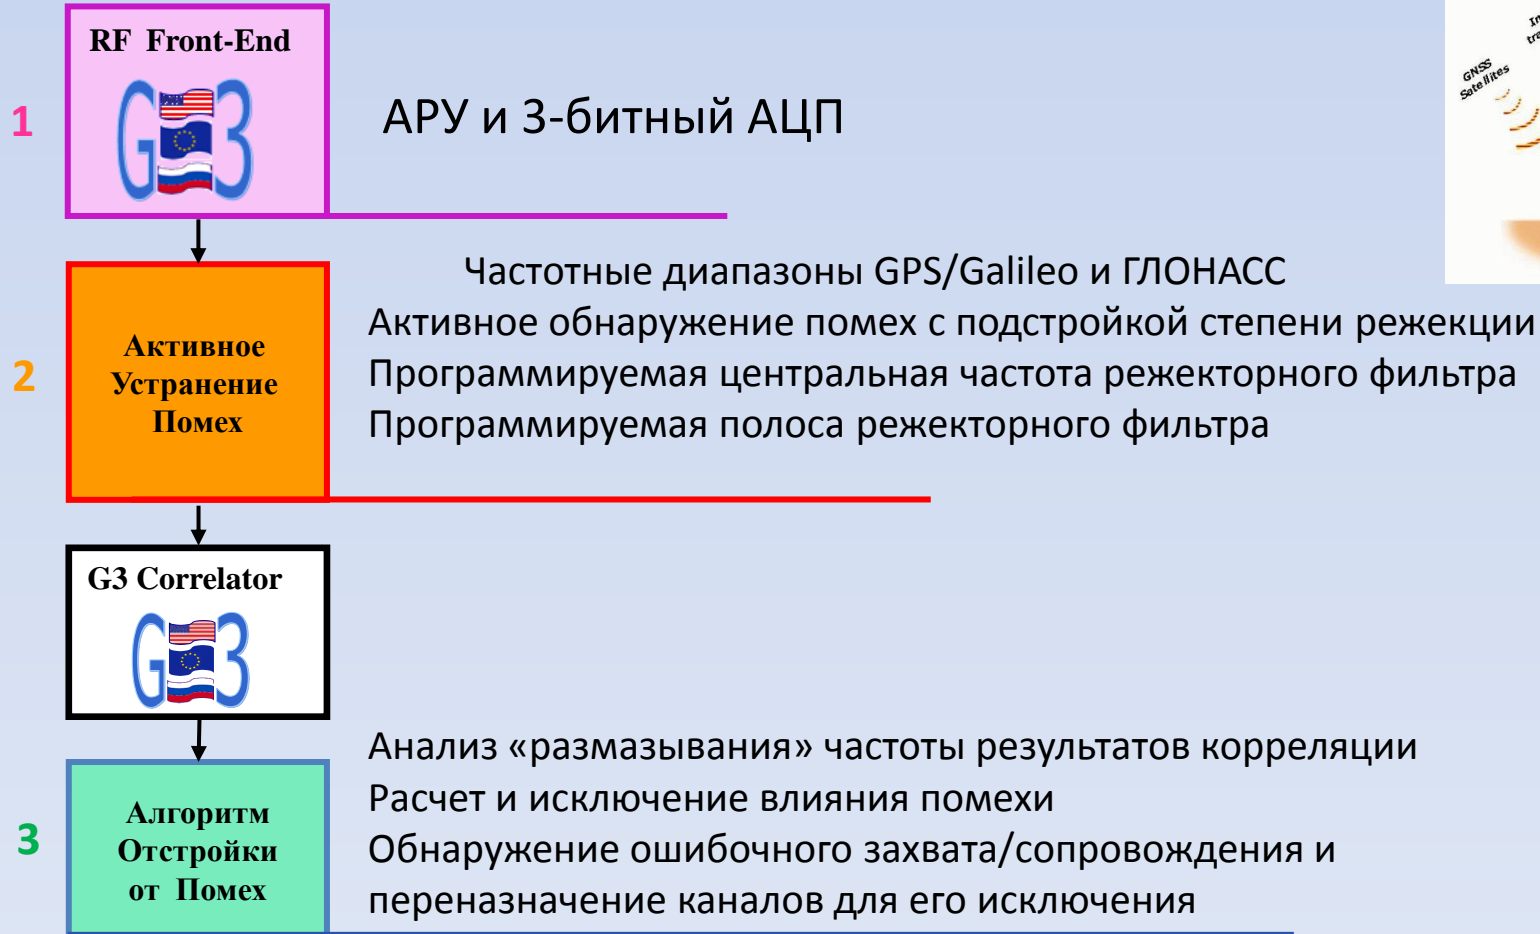 RF Front-End
G3
1
АРУ и 3-битный АЦП
GNSS
Satellites
Частотные диапазоны GPS/Galileo и ГЛОНАСС
Активное обнаружение помех с подстройкой степени режекции
Программируемая центральная частота режекторного фильтра
Программируемая полоса режекторного фильтра
2
Активное
Устранение
Помех
G3 Correlator
G3
3
Алгоритм
Отстройки
от Помех
Анализ «размазывания» частоты результатов корреляции
Расчет и исключение влияния помехи
Обнаружение ошибочного захвата/сопровождения и
переназначение каналов для его исключения